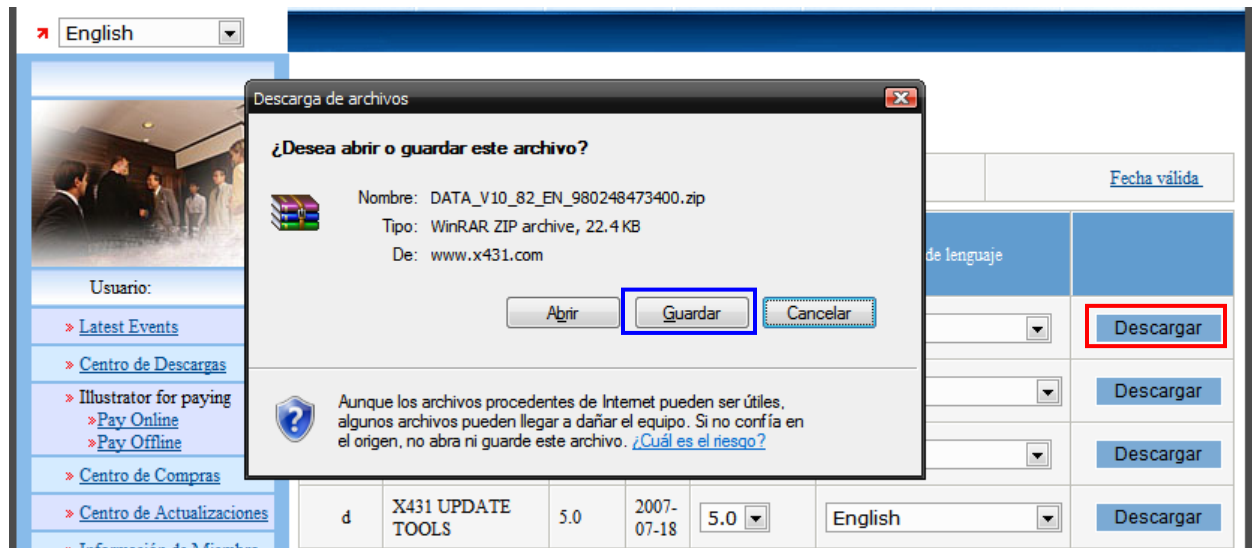 English
Descarga de archivos
¿Desea abrir o guardar este archivo?
Nombre: DATA_V10_82_EN_980248473400.zip
Tipo: WinRAR ZIP archive, 22.4 KB
De: www.x431.com
Abrir Guardar Cancelar
Aunque los archivos procedentes de Internet pueden ser útiles,
algunos archivos pueden llegar a dañar el equipo. Si no confía en
el origen, no abra ni guarde este archivo. ¿Cuál es el riesgo?
Fecha válida
de lenguaje
Usuario:
» Latest Events
» Centro de Descargas
» Illustrator for paying
»Pay Online
»Pay Offline
» Centro de Compras
» Centro de Actualizaciones
Descargar
Descargar
Descargar
d X431 UPDATE TOOLS 5.0 2007-07-18 5.0 English Descargar